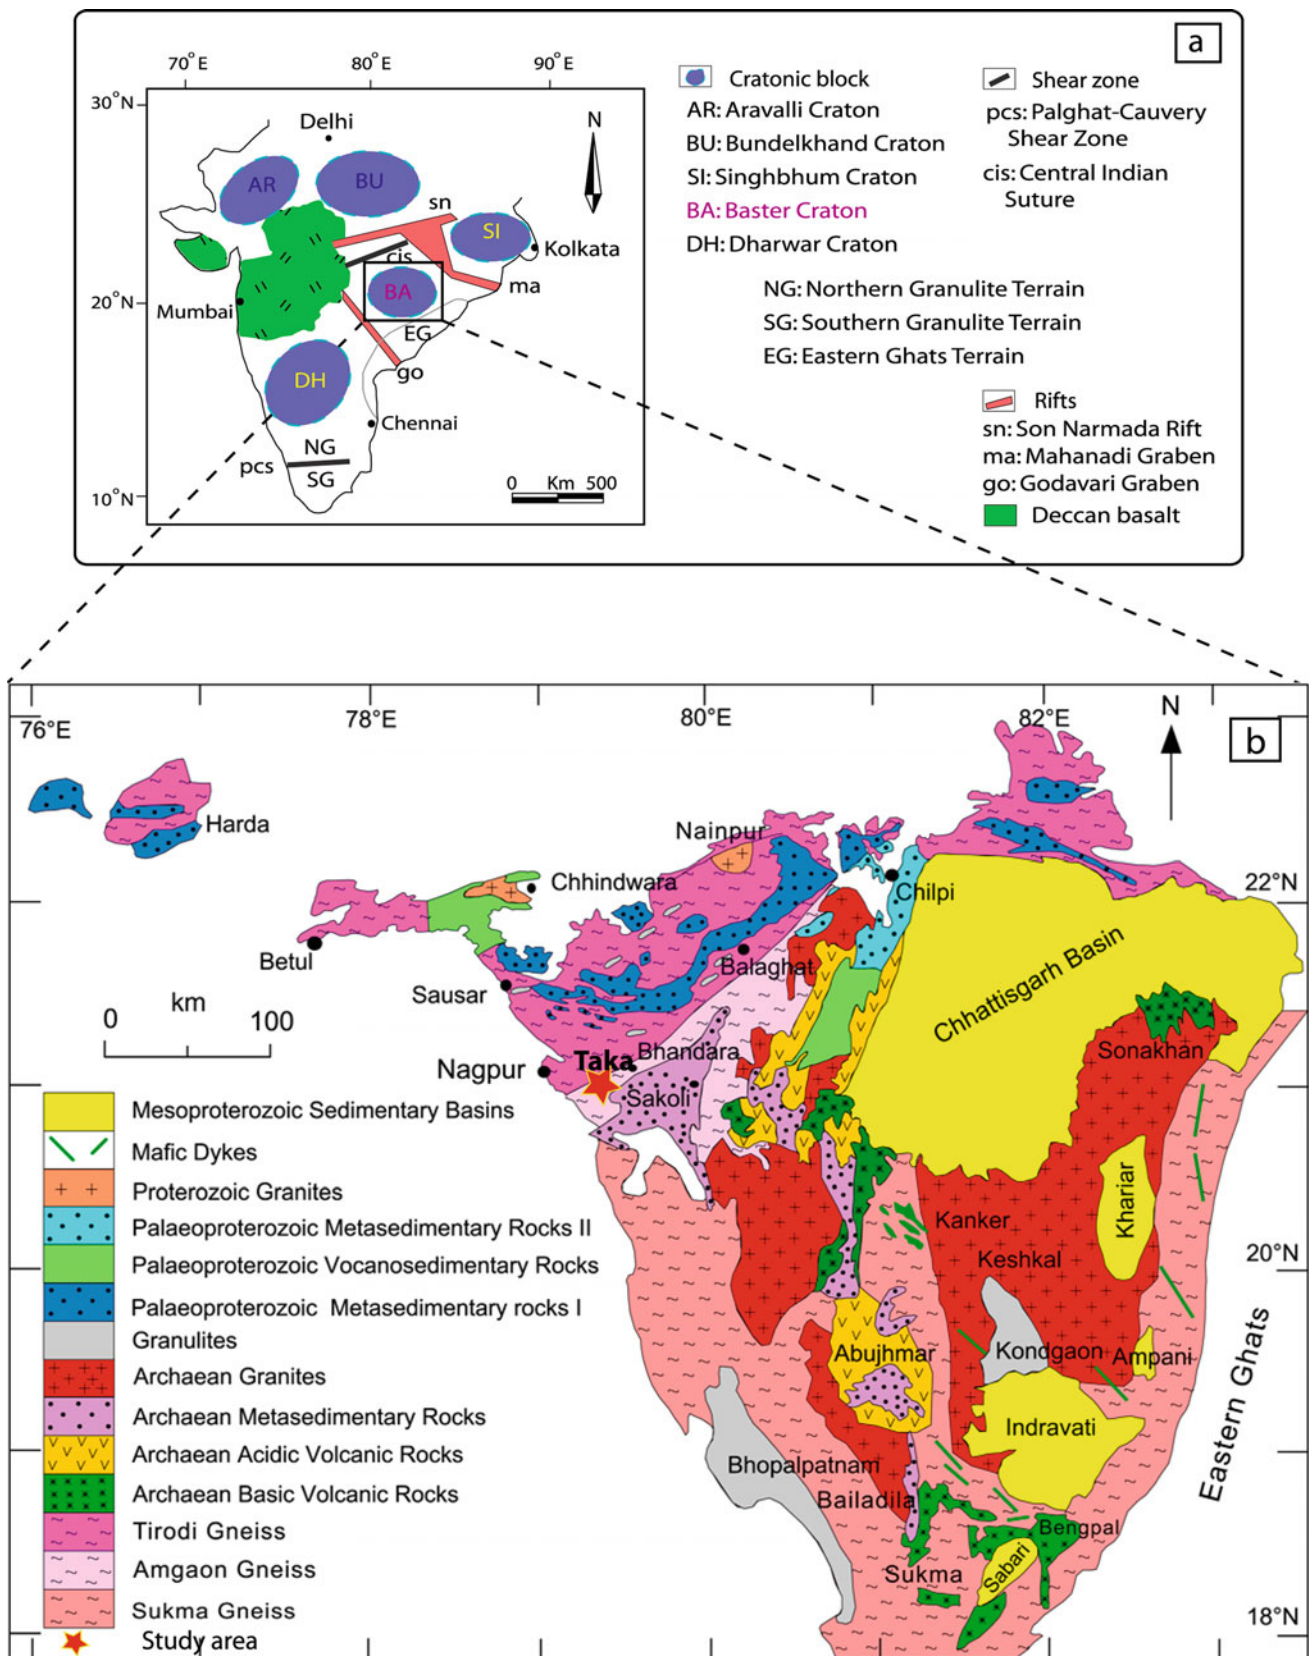 a
70°E
80°E
90°E
30°N
20°N
10°N
Delhi
N
AR
BU
sn
SI
Kolkata
cis
BA
ma
Mumbai
EG
DH
go
Chennai
NG
pcs
SG
0 Km 500
Cratonic block
AR: Aravalli Craton
BU: Bundelkhand Craton
SI: Singhbhum Craton
BA: Baster Craton
DH: Dharwar Craton
NG: Northern Granulite Terrain
SG: Southern Granulite Terrain
EG: Eastern Ghats Terrain
Shear zone
pcs: Palghat-Cauvery
Shear Zone
cis: Central Indian
Suture
Rifts
sn: Son Narmada Rift
ma: Mahanadi Graben
go: Godavari Graben
Deccan basalt
76°E
78°E
80°E
82°E
N
b
Harda
Nainpur
Chhindwara
Chilpi
22°N
Betul
Balaghat
Sausar
Chhattisgarh Basin
km
0 100
Sonakhan
Nagpur
Taka
Bhandara
Sakoli
Khariar
Kanker
Keshkal
20°N
Kondgaon
Ampani
Abujhmar
Eastern Ghats
Indravati
Bhopalpatnam
Bailadila
Bengpal
Sukma
Sabari
18°N
Mesoproterozoic Sedimentary Basins
Mafic Dykes
Proterozoic Granites
Palaeoproterozoic Metasedimentary Rocks II
Palaeoproterozoic Vocanosedimentary Rocks
Palaeoproterozoic Metasedimentary rocks I
Granulites
Archaean Granites
Archaean Metasedimentary Rocks
Archaean Acidic Volcanic Rocks
Archaean Basic Volcanic Rocks
Tirodi Gneiss
Amgaon Gneiss
Sukma Gneiss
Study area